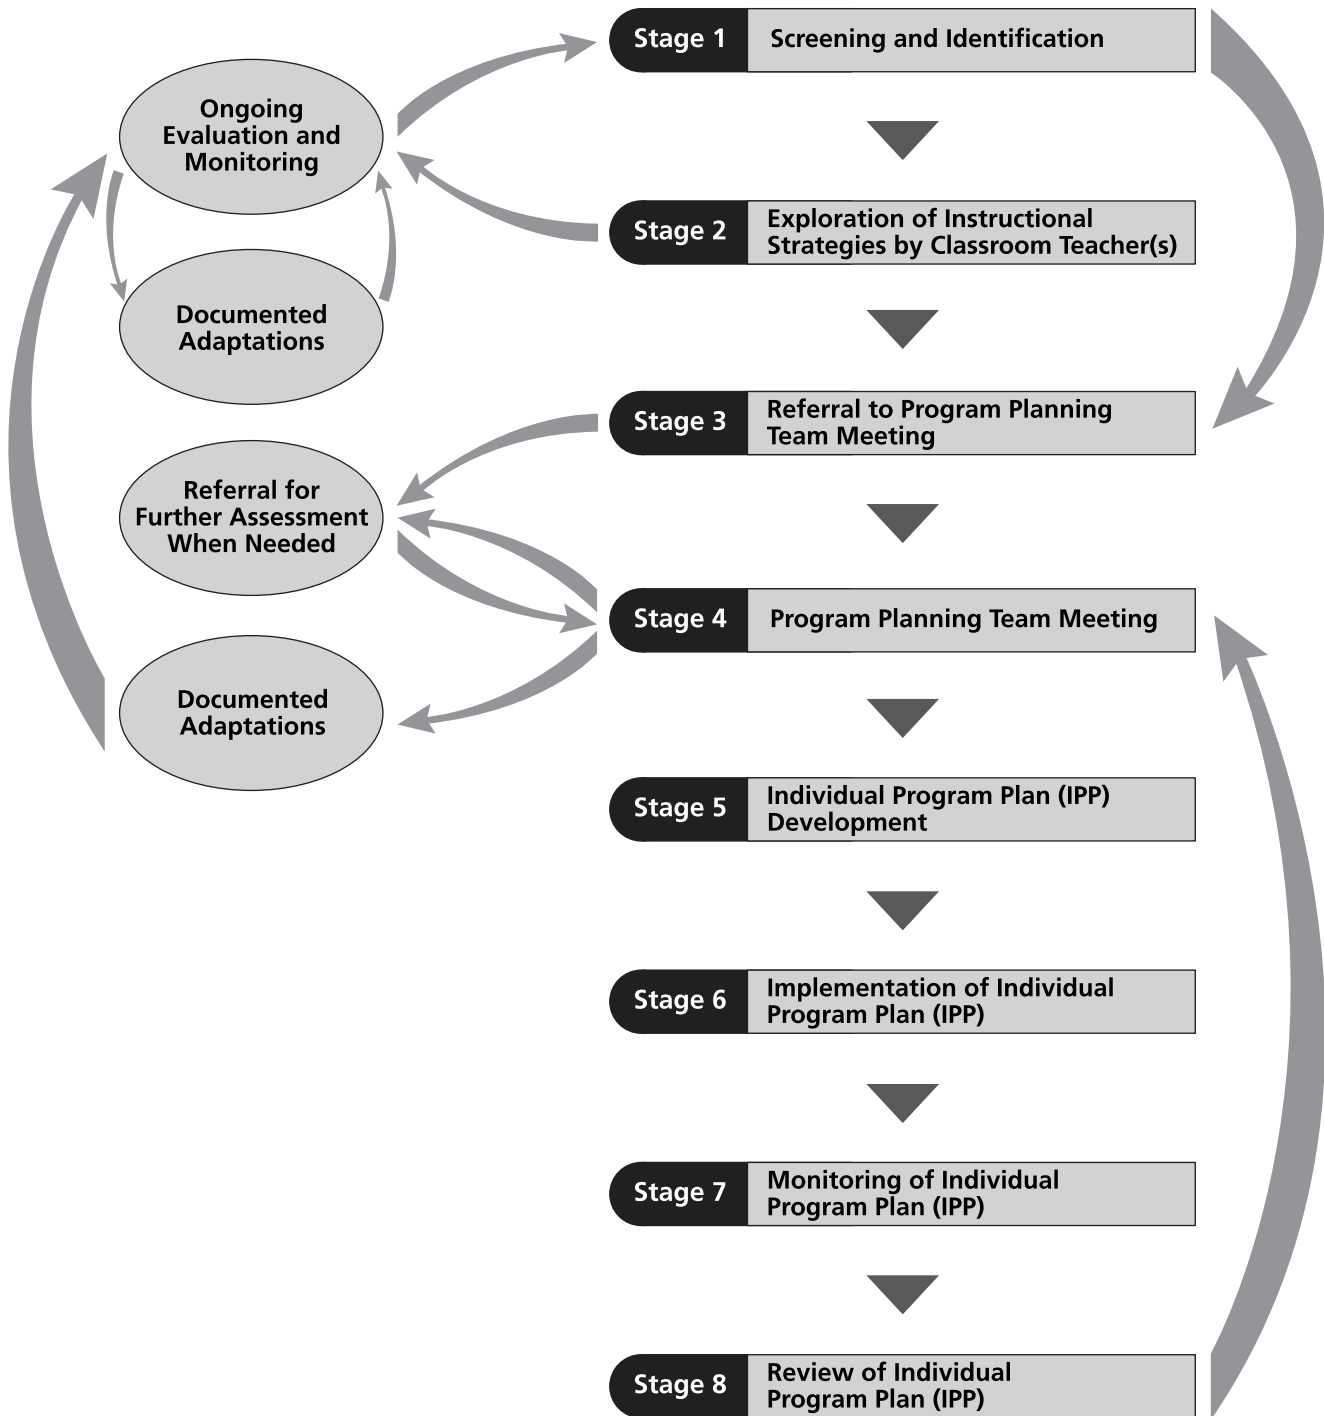 Stage 1
Screening and Identification
Ongoing
Evaluation and
Monitoring
Stage 2
Exploration of Instructional
Strategies by Classroom Teacher(s)
Documented
Adaptations
Stage 3
Referral to Program Planning
Team Meeting
Referral for
Further Assessment
When Needed
Stage 4
Program Planning Team Meeting
Documented
Adaptations
Stage 5
Individual Program Plan (IPP)
Development
Stage 6
Implementation of Individual
Program Plan (IPP)
Stage 7
Monitoring of Individual
Program Plan (IPP)
Stage 8
Review of Individual
Program Plan (IPP)